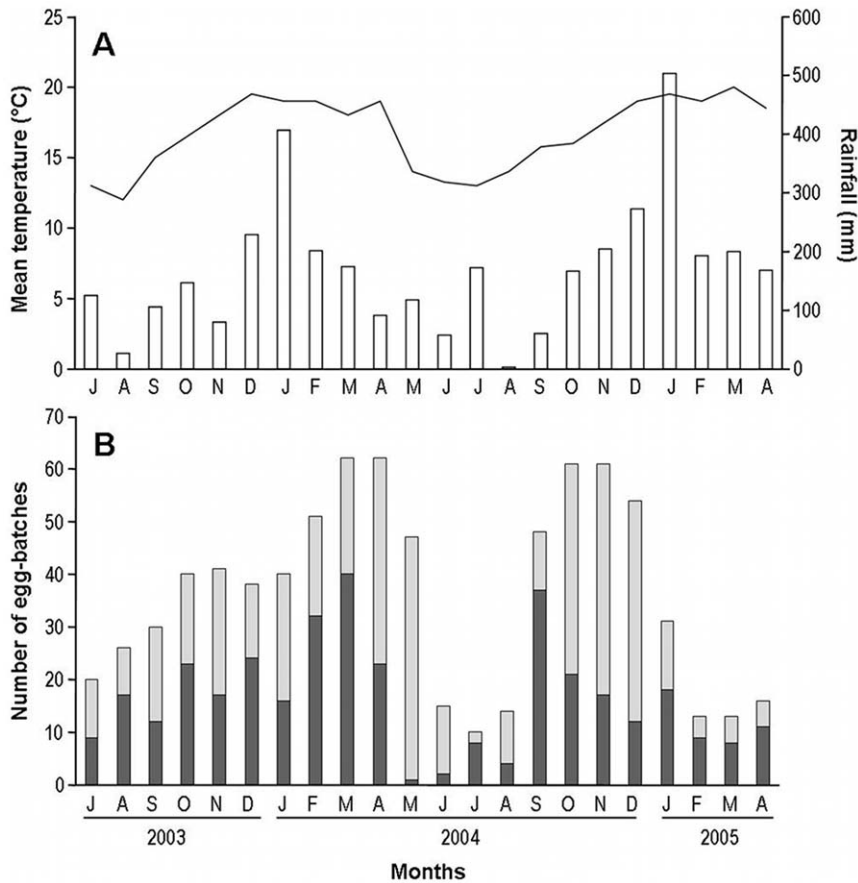 A
Mean temperature (°C)
25
20
15
10
5
0
600
500
400
300
200
100
0
Rainfall (mm)
J A S O N D J F M A M J J A S O N D J F M A
B
Number of egg-batches
70
60
50
40
30
20
10
0
J A S O N D J F M A M J J A S O N D J F M A
2003 2004 2005
Months